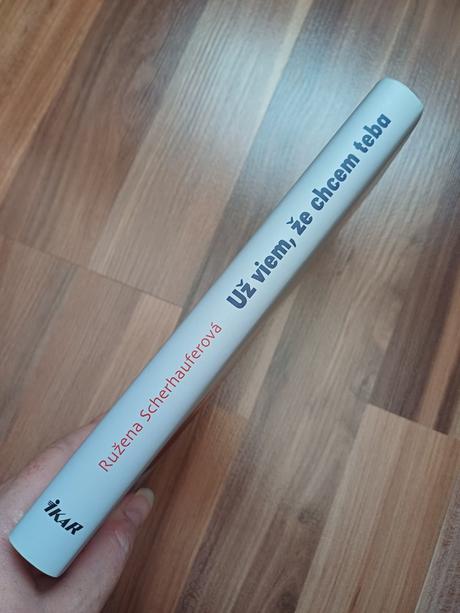 IKAR
Ružena Scherhauferová
Už viem, že chcem teba